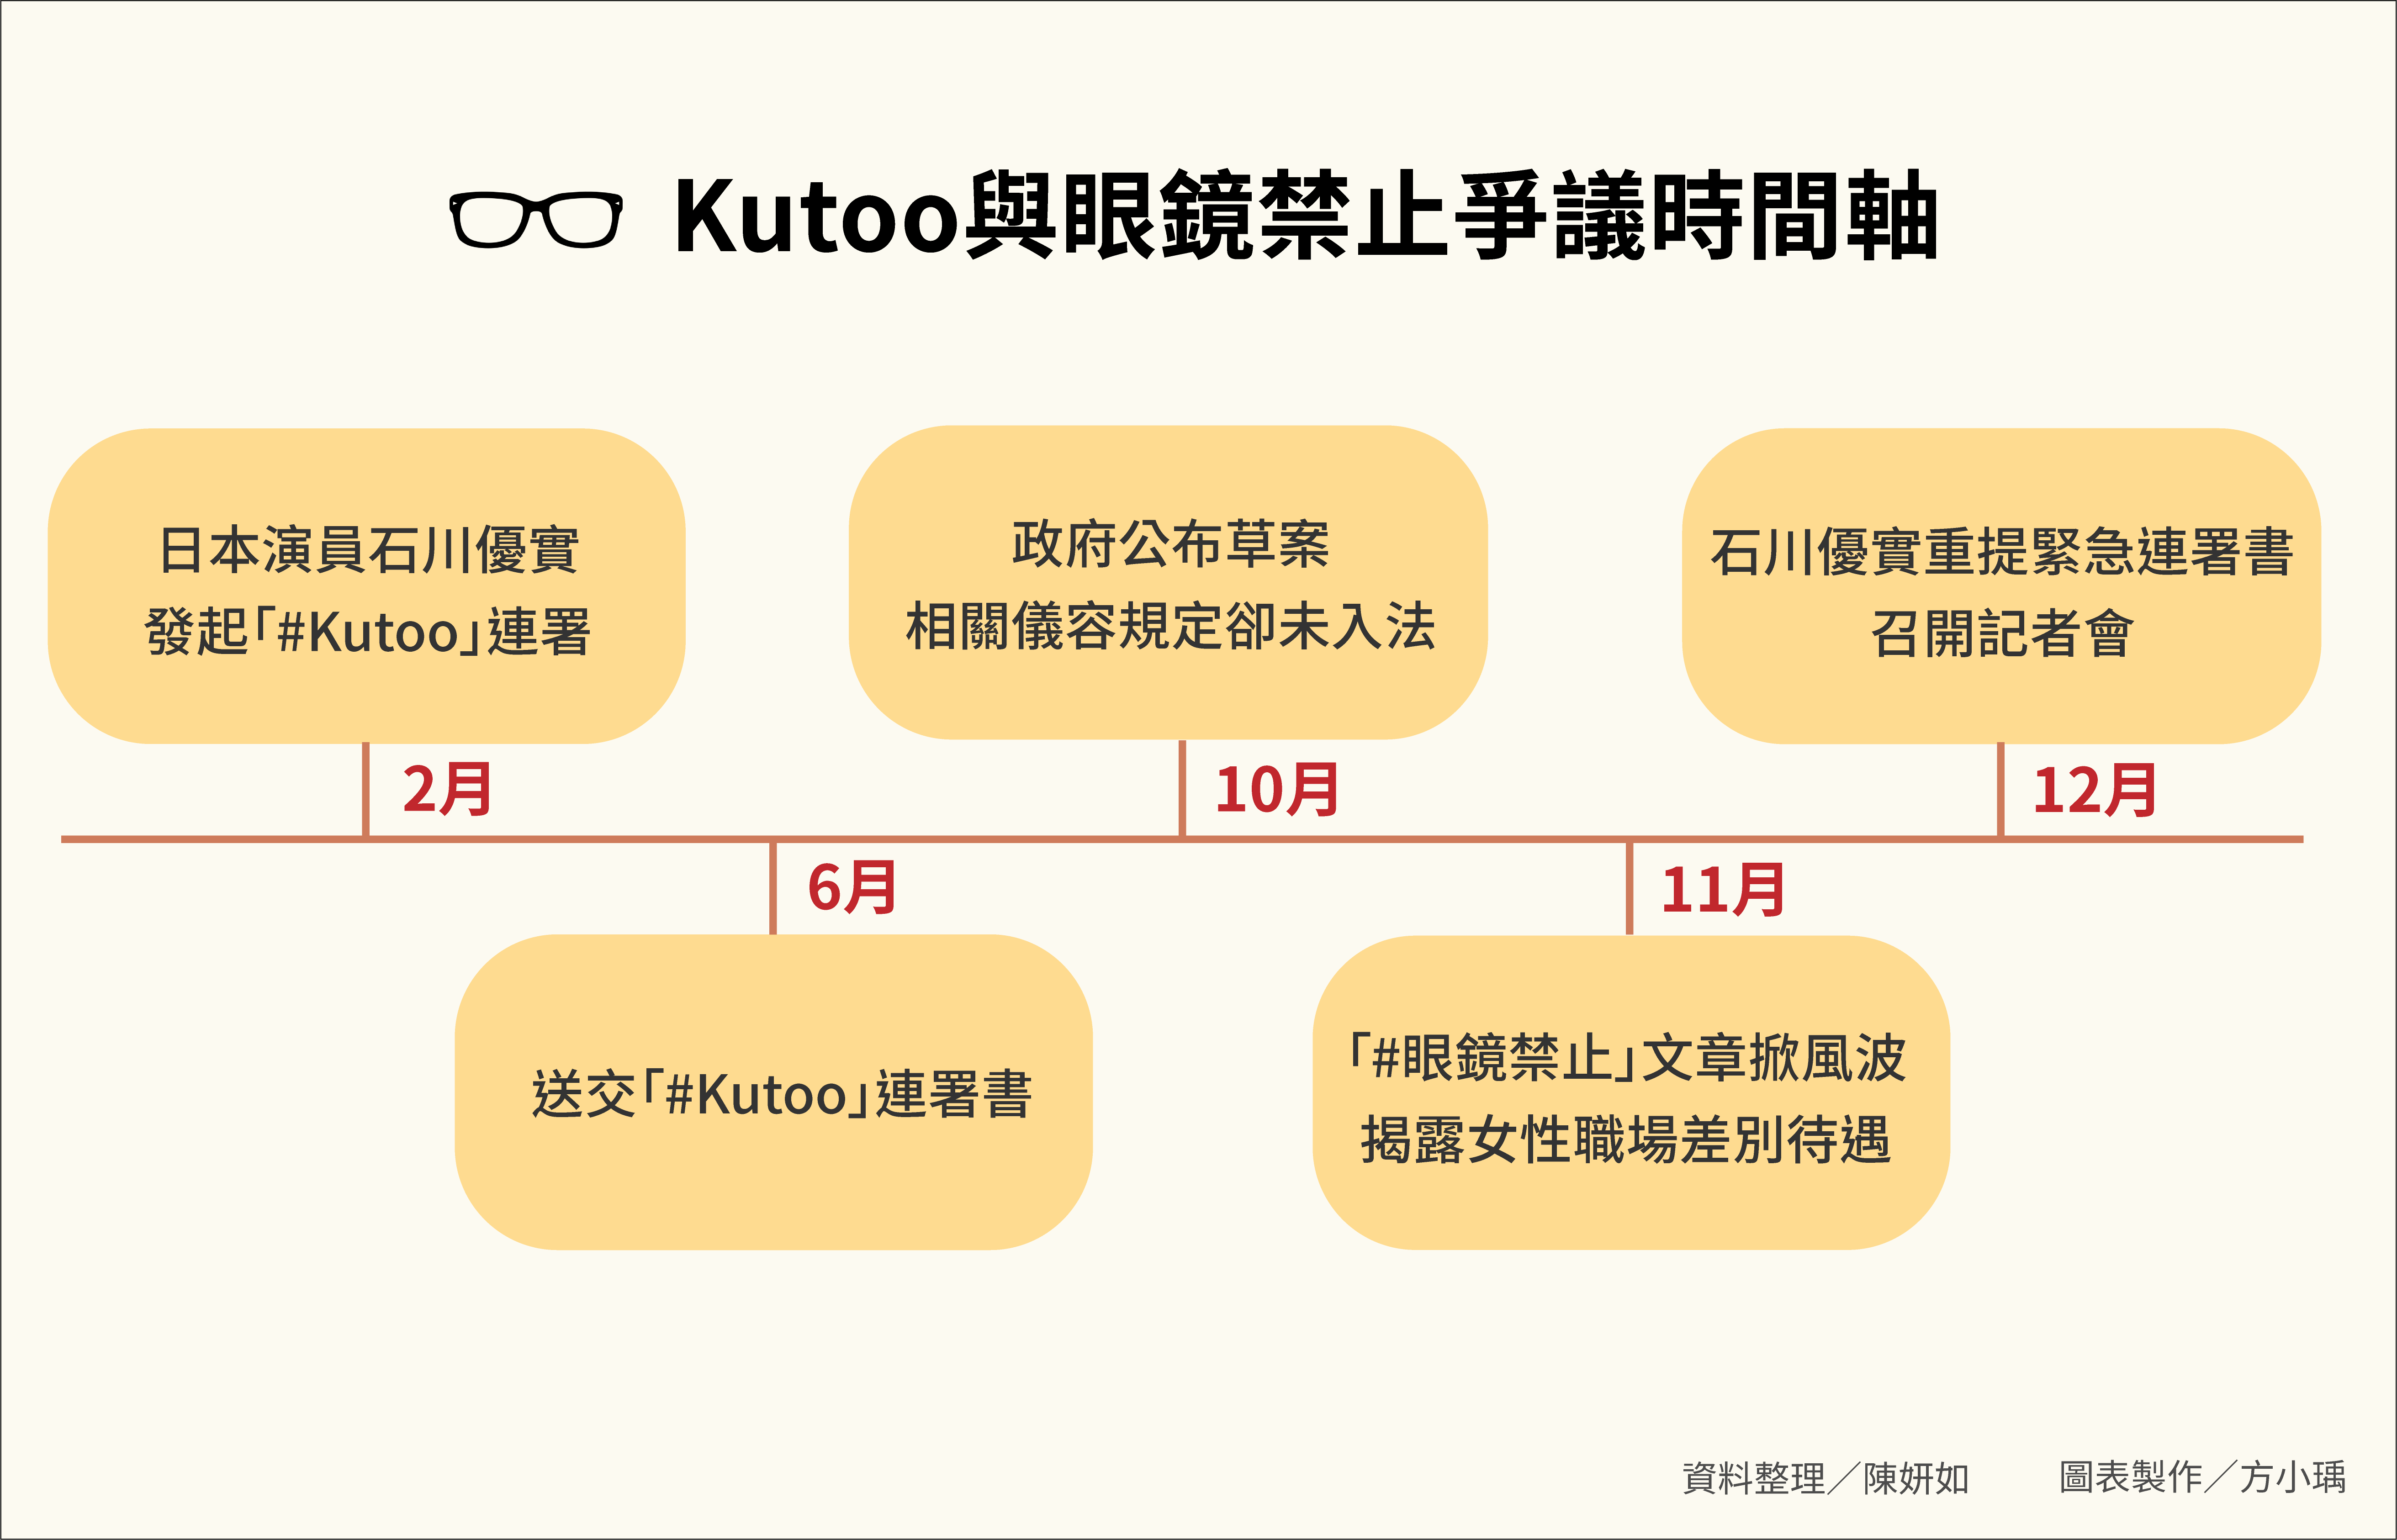 Kutoo與眼鏡禁止爭議時間軸
日本演員石川優實
發起「#Kutoo」連署
2月
送交「#Kutoo」連署書
6月
政府公布草案
相關儀容規定卻未入法
10月
「#眼鏡禁止」文章掀風波
揭露女性職場差別待遇
11月
石川優實重提緊急連署書
召開記者會
12月
資料整理／陳妍如
圖表製作／方小瑀